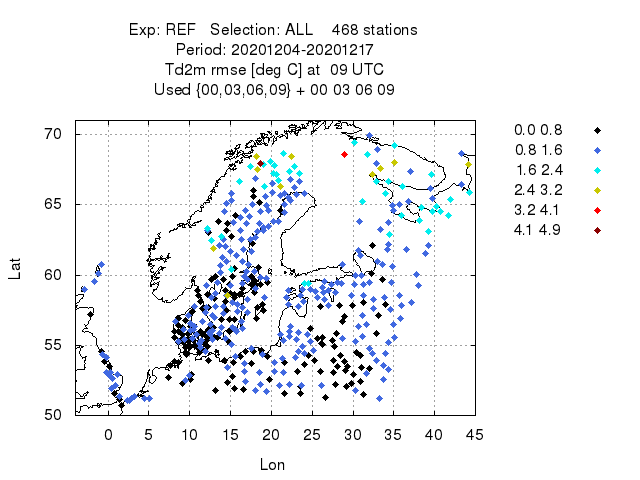 Exp: REF Selection: ALL 468 stations
Period: 20201204-20201217
Td2m rmse [deg C] at 09 UTC
Used {00,03,06,09} + 00 03 06 09
0.0 0.8
0.8 1.6
1.6 2.4
2.4 3.2
3.2 4.1
4.1 4.9
70
65
60
55
50
Lat
0 5 10 15 20 25 30 35 40 45
Lon